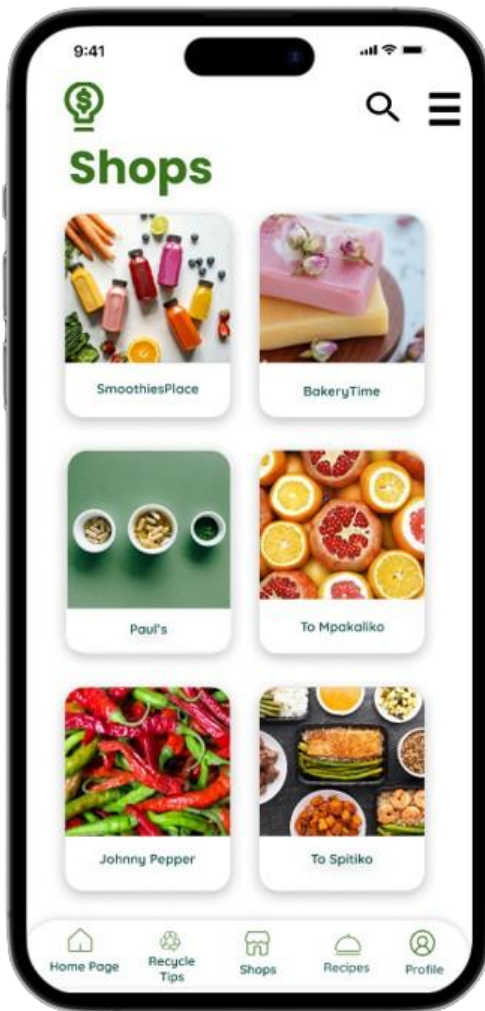 9:41
$
Shops
SmoothiesPlace
BakeryTime
Paul's
To Mpakaliko
Johnny Pepper
To Spitiko
Home Page
Recycle
Tips
Shops
Recipes
Profile